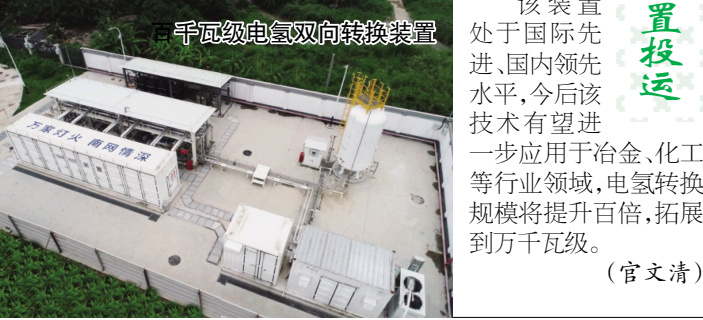 百千瓦级电氢双向转换装置
万家灯火 南网情深
置投运
该装置
处于国际先
进、国内领先
水平,今后该
技术有望进
一步应用于冶金、化工
等行业领域,电氢转换
规模将提升百倍,拓展
到万千瓦级。
(官文清)